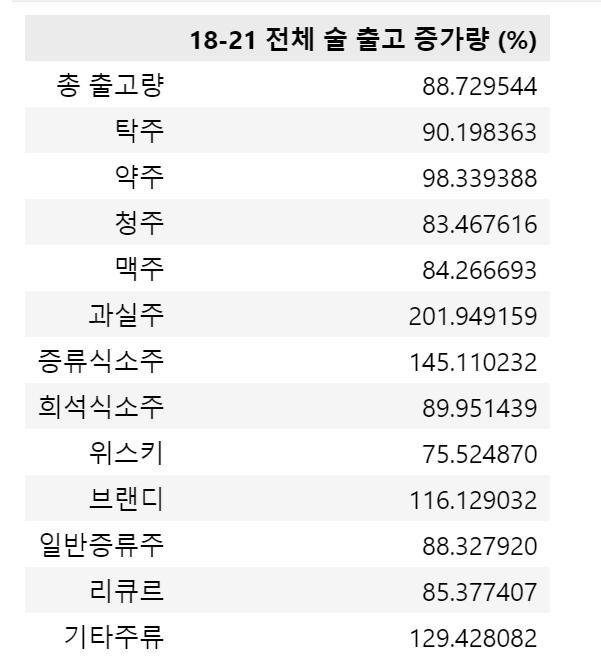 18-21 전체 술 출고 증가량 (%)
총 출고량 88.729544
탁주 90.198363
약주 98.339388
청주 83.467616
맥주 84.266693
과실주 201.949159
증류식소주 145.110232
희석식소주 89.951439
위스키 75.524870
브랜디 116.129032
일반증류주 88.327920
리큐르 85.377407
기타주류 129.428082